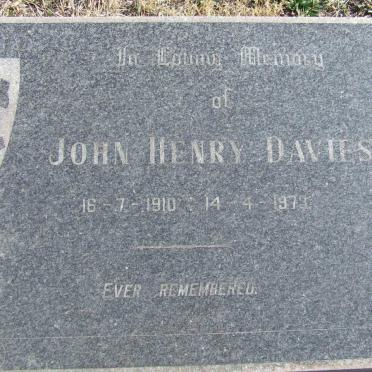 In Loving Memory
of
JOHN HENRY DAVIES
16-7-1910 : 14-4-1973.
EVER REMEMBERED.